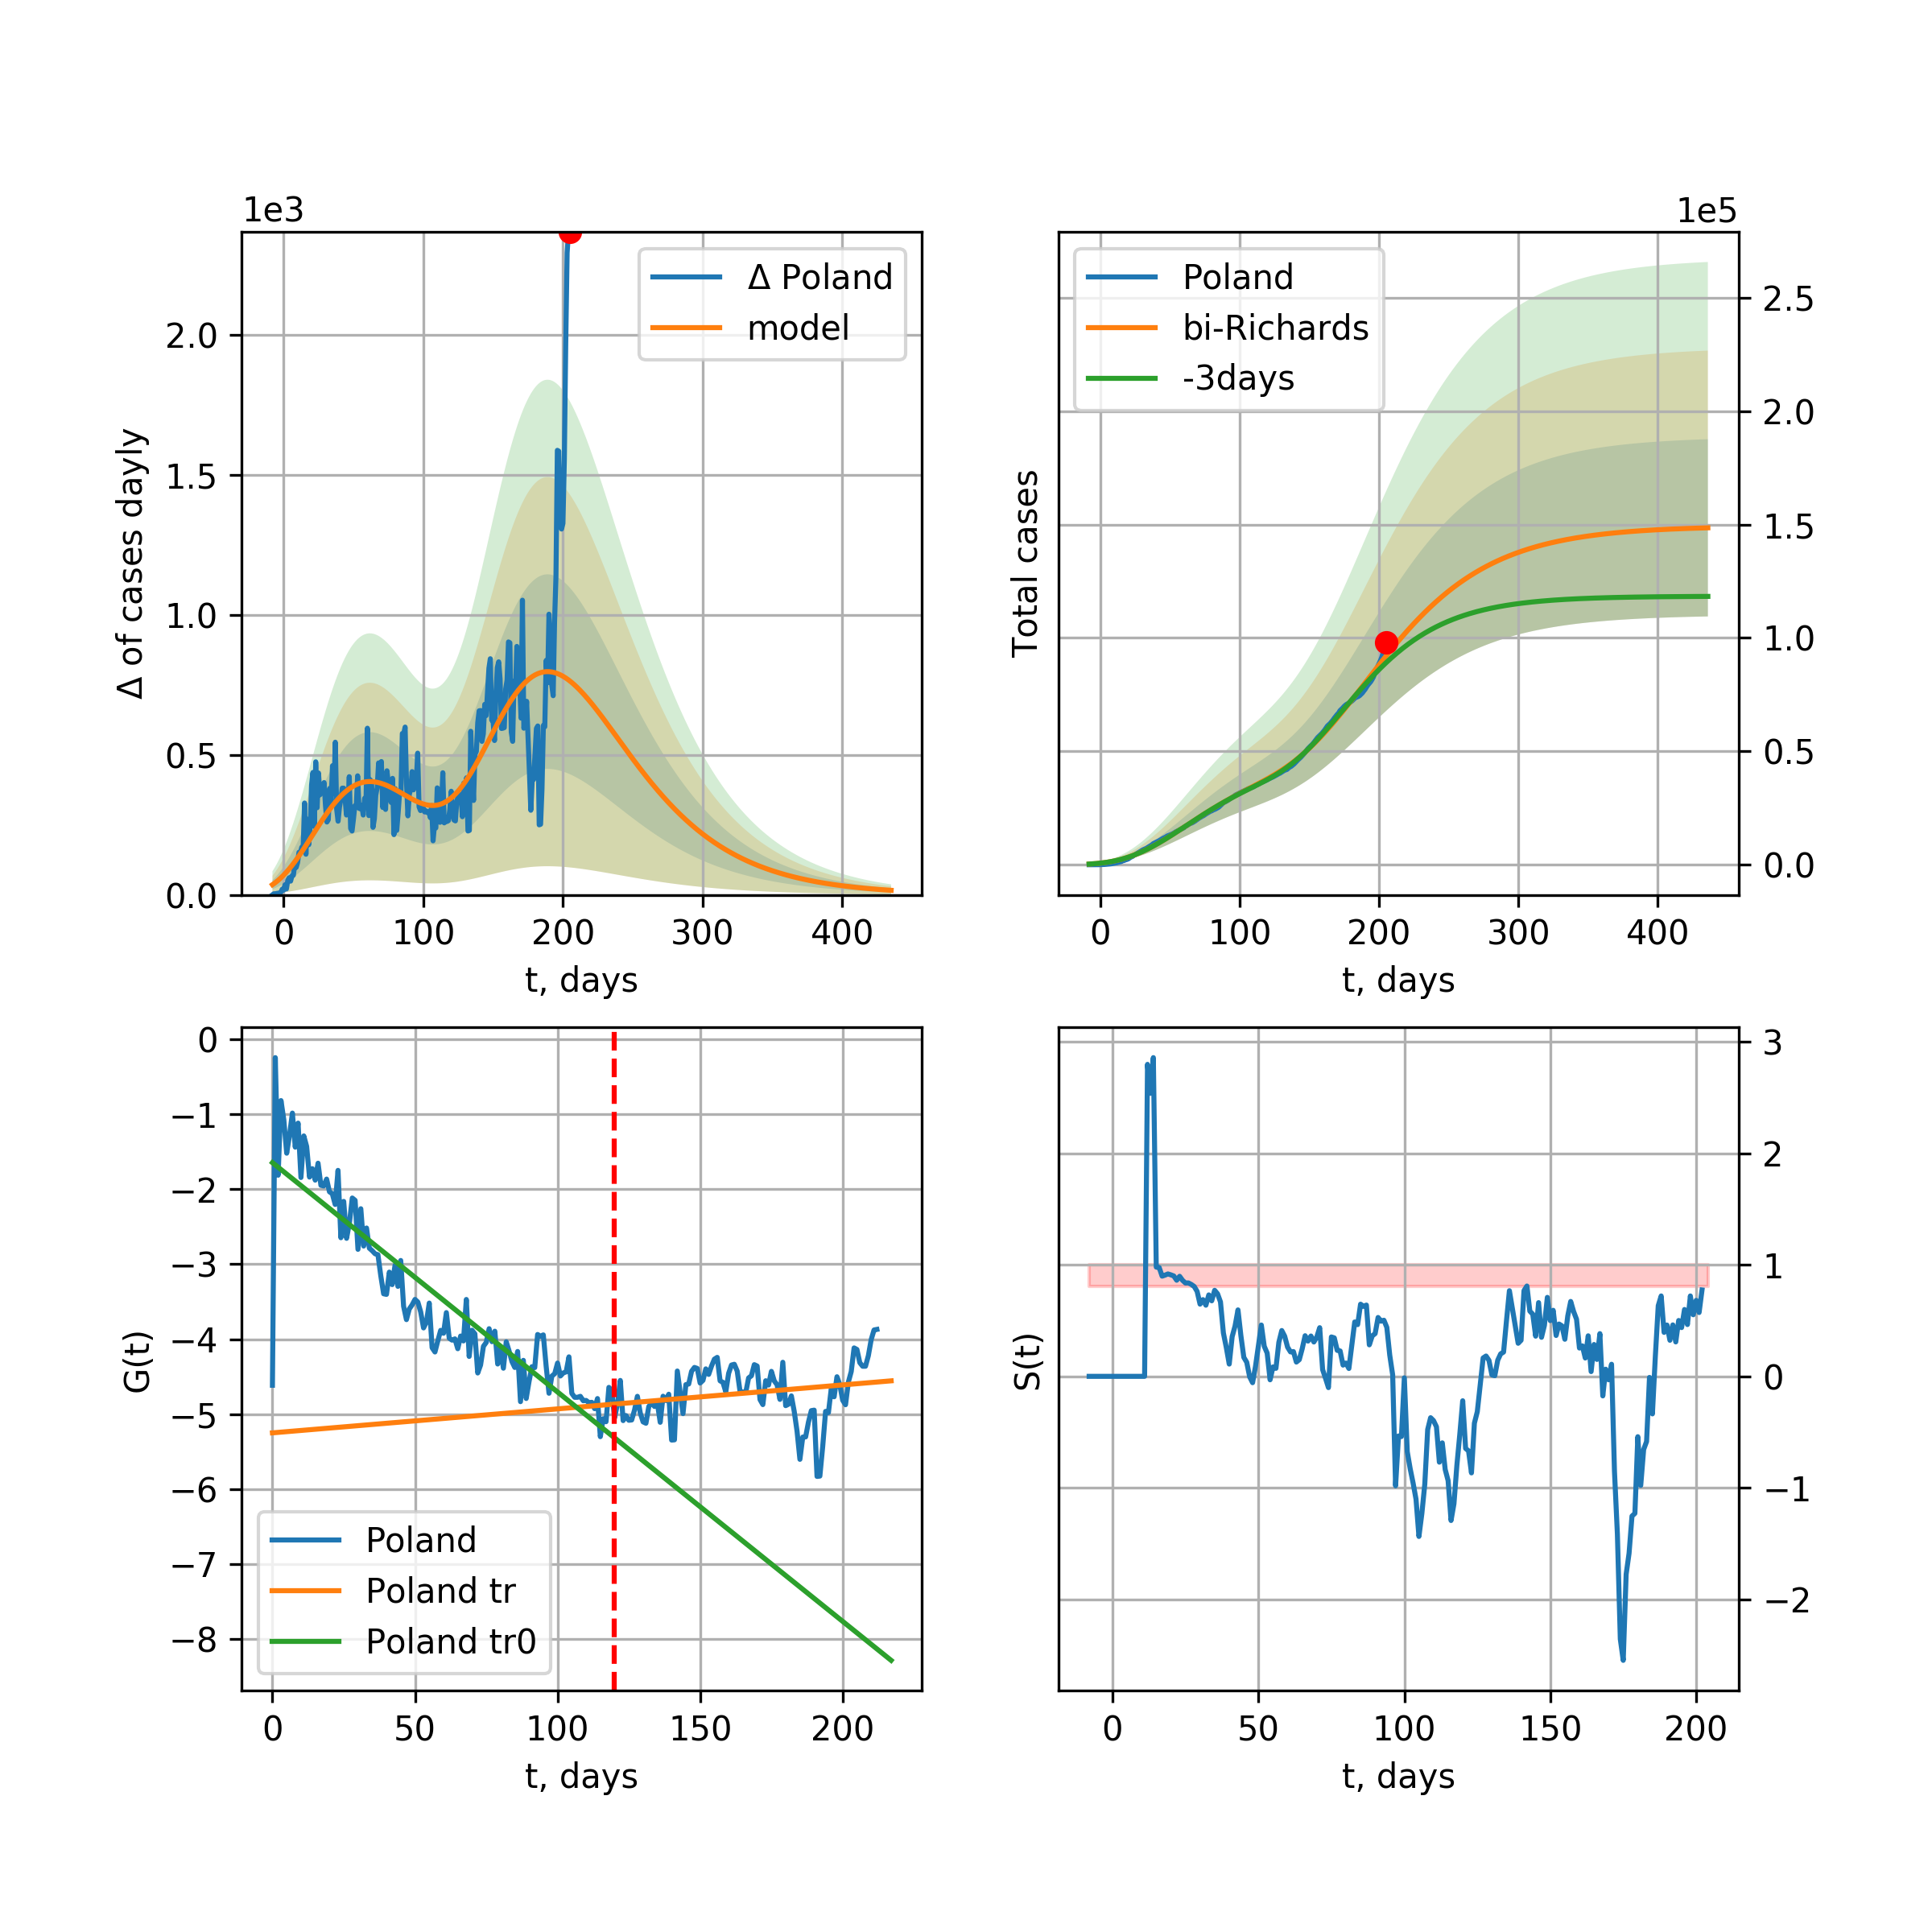 1e3
Δ of cases dayly
2.0
1.5
1.0
0.5
0.0
0 100 200 300 400
t, days
Δ Poland
model
1e5
Total cases
2.5
2.0
1.5
1.0
0.5
0.0
0 100 200 300 400
t, days
Poland
bi-Richards
-3days
G(t)
0
−1
−2
−3
−4
−5
−6
−7
−8
0 50 100 150 200
t, days
Poland
Poland tr
Poland tr0
S(t)
3
2
1
0
−1
−2
0 50 100 150 200
t, days